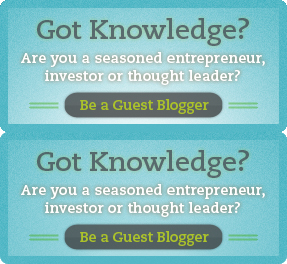 Got Knowledge?
Are you a seasoned entrepreneur,
investor or thought leader?
Be a Guest Blogger
Got Knowledge?
Are you a seasoned entrepreneur,
investor or thought leader?
Be a Guest Blogger